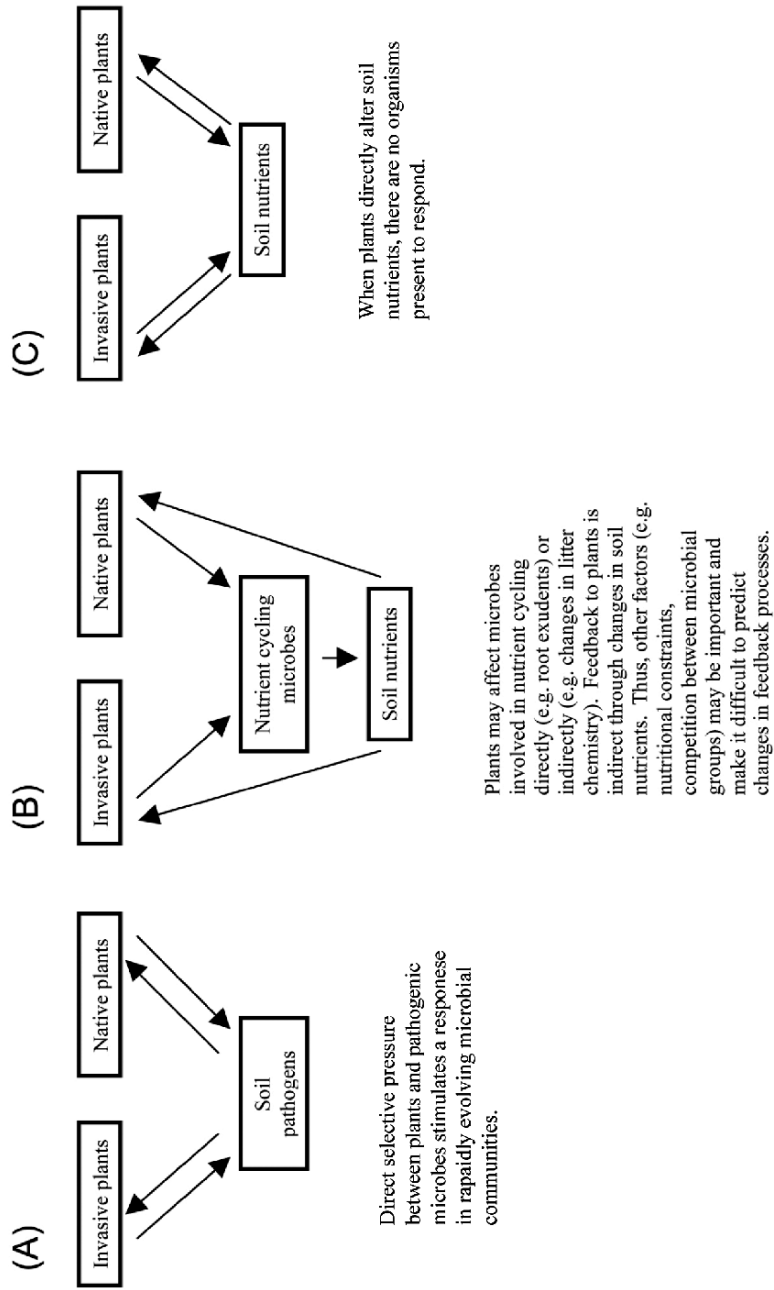 (A)
Invasive plants
Native plants
Soil
pathogens
Direct selective pressure
between plants and pathogenic
microbes stimulates a responese
in rapaidly evolving microbial
communities.
(B)
Invasive plants
Native plants
Nutrient cycling
microbes
Soil nutrients
Plants may affect microbes
involved in nutrient cycling
directly (e.g. root exudents) or
indirectly (e.g. changes in litter
chemistry). Feedback to plants is
indirect through changes in soil
nutrients. Thus, other factors (e.g.
nutritional constraints,
competition between microbial
groups) may be important and
make it difficult to predict
changes in feedback processes.
(C)
Invasive plants
Native plants
Soil nutrients
When plants directly alter soil
nutrients, there are no organisms
present to respond.